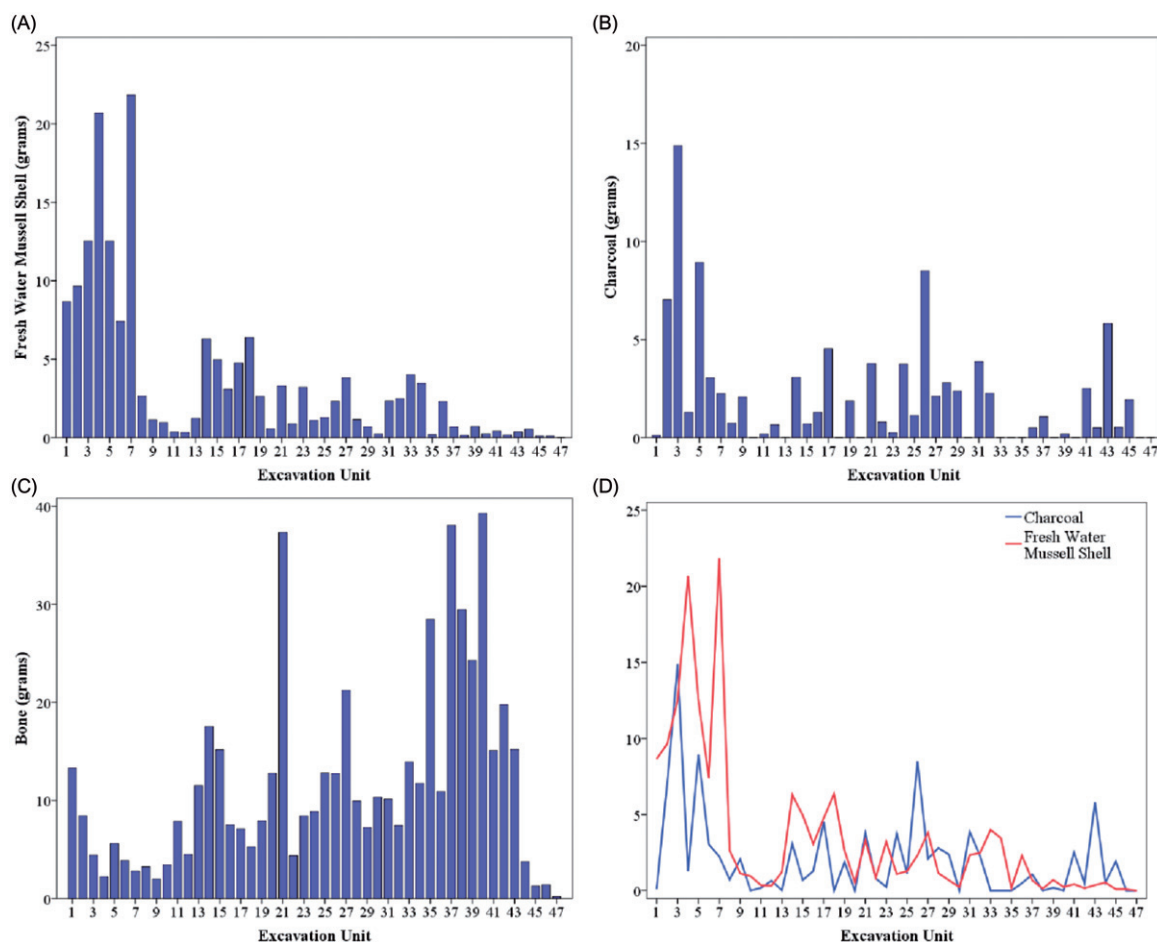 (A)
25
20
15
10
5
0
Fresh Water Mussell Shell (grams)
1 3 5 7 9 11 13 15 17 19 21 23 25 27 29 31 33 35 37 39 41 43 45 47
Excavation Unit
(B)
20
15
10
5
0
Charcoal (grams)
1 3 5 7 9 11 13 15 17 19 21 23 25 27 29 31 33 35 37 39 41 43 45 47
Excavation Unit
(C)
40
30
20
10
0
Bone (grams)
1 3 5 7 9 11 13 15 17 19 21 23 25 27 29 31 33 35 37 39 41 43 45 47
Excavation Unit
(D)
25
20
15
10
5
0
Charcoal
Fresh Water
Mussell Shell
1 3 5 7 9 11 13 15 17 19 21 23 25 27 29 31 33 35 37 39 41 43 45 47
Excavation Unit